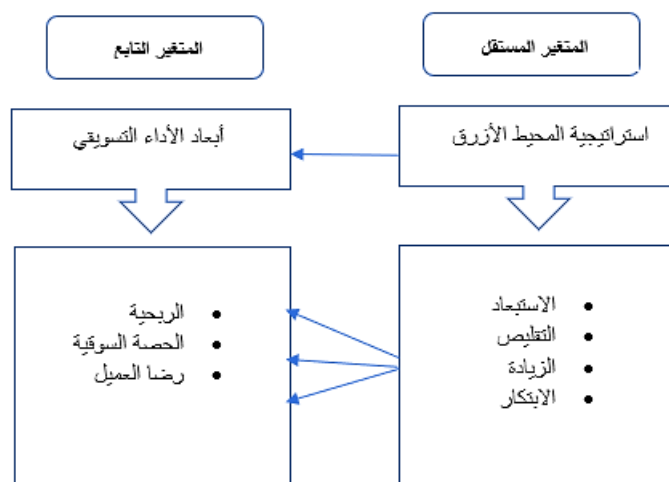 المتغير المستقل
المتغير التابع
استراتيجية المحيط الأزرق
أبعاد الأداء التسويقي
الاستبعاد
التقليص
الزيادة
الابتكار
الربحية
الحصة السوقية
رضا العميل